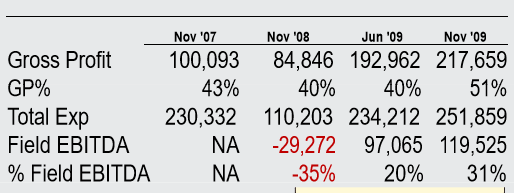 Nov '07 Nov '08 Jun '09 Nov '09
Gross Profit 100,093 84,846 192,962 217,659
GP% 43% 40% 40% 51%
Total Exp 230,332 110,203 234,212 251,859
Field EBITDA NA -29,272 97,065 119,525
% Field EBITDA NA -35% 20% 31%